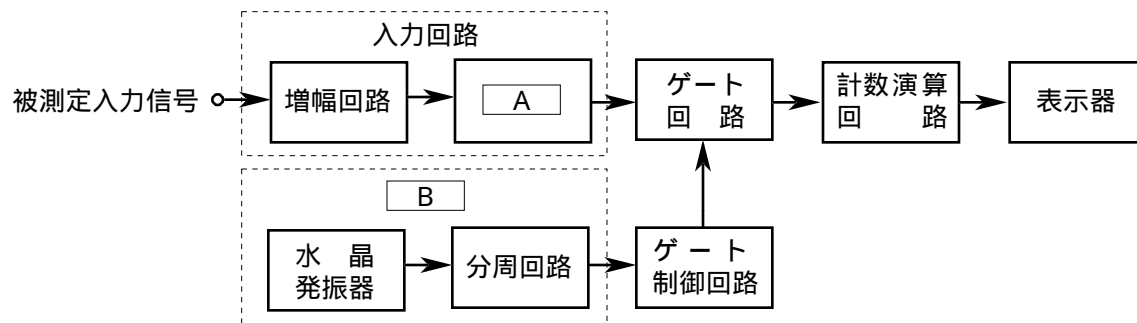 入力回路
被測定入力信号
増幅回路
A
ゲート
回路
計数演算
回路
表示器
B
水晶
発振器
分周回路
ゲート
制御回路